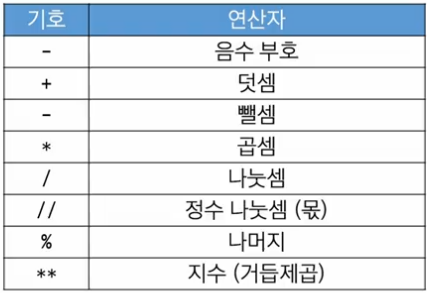 기호 연산자
- 음수 부호
+ 덧셈
- 뺄셈
* 곱셈
/ 나눗셈
// 정수 나눗셈 (몫)
% 나머지
** 지수 (거듭제곱)